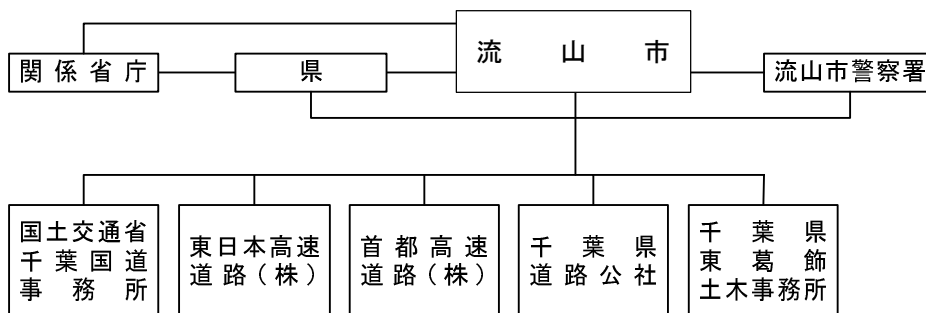 流山市
関係省庁
県
流山市警察署
国土交通省
千葉国道
事務所
東日本高速
道路（株）
首都高速
道路（株）
千葉県
道路公社
千葉県
東葛飾
土木事務所